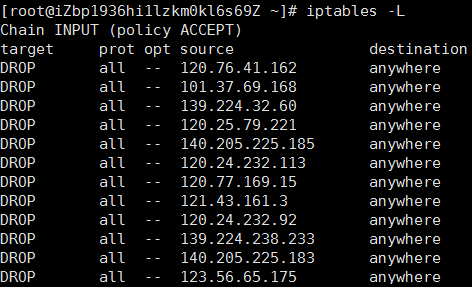 [root@iZbp1936hi1lzkm0kl6s69Z ~]# iptables -L
Chain INPUT (policy ACCEPT)
target prot opt source destination
DROP all -- 120.76.41.162 anywhere
DROP all -- 101.37.69.168 anywhere
DROP all -- 139.224.32.60 anywhere
DROP all -- 120.25.79.221 anywhere
DROP all -- 140.205.225.185 anywhere
DROP all -- 120.24.232.113 anywhere
DROP all -- 120.77.169.15 anywhere
DROP all -- 121.43.161.3 anywhere
DROP all -- 120.24.232.92 anywhere
DROP all -- 139.224.238.233 anywhere
DROP all -- 140.205.225.183 anywhere
DROP all -- 123.56.65.175 anywhere